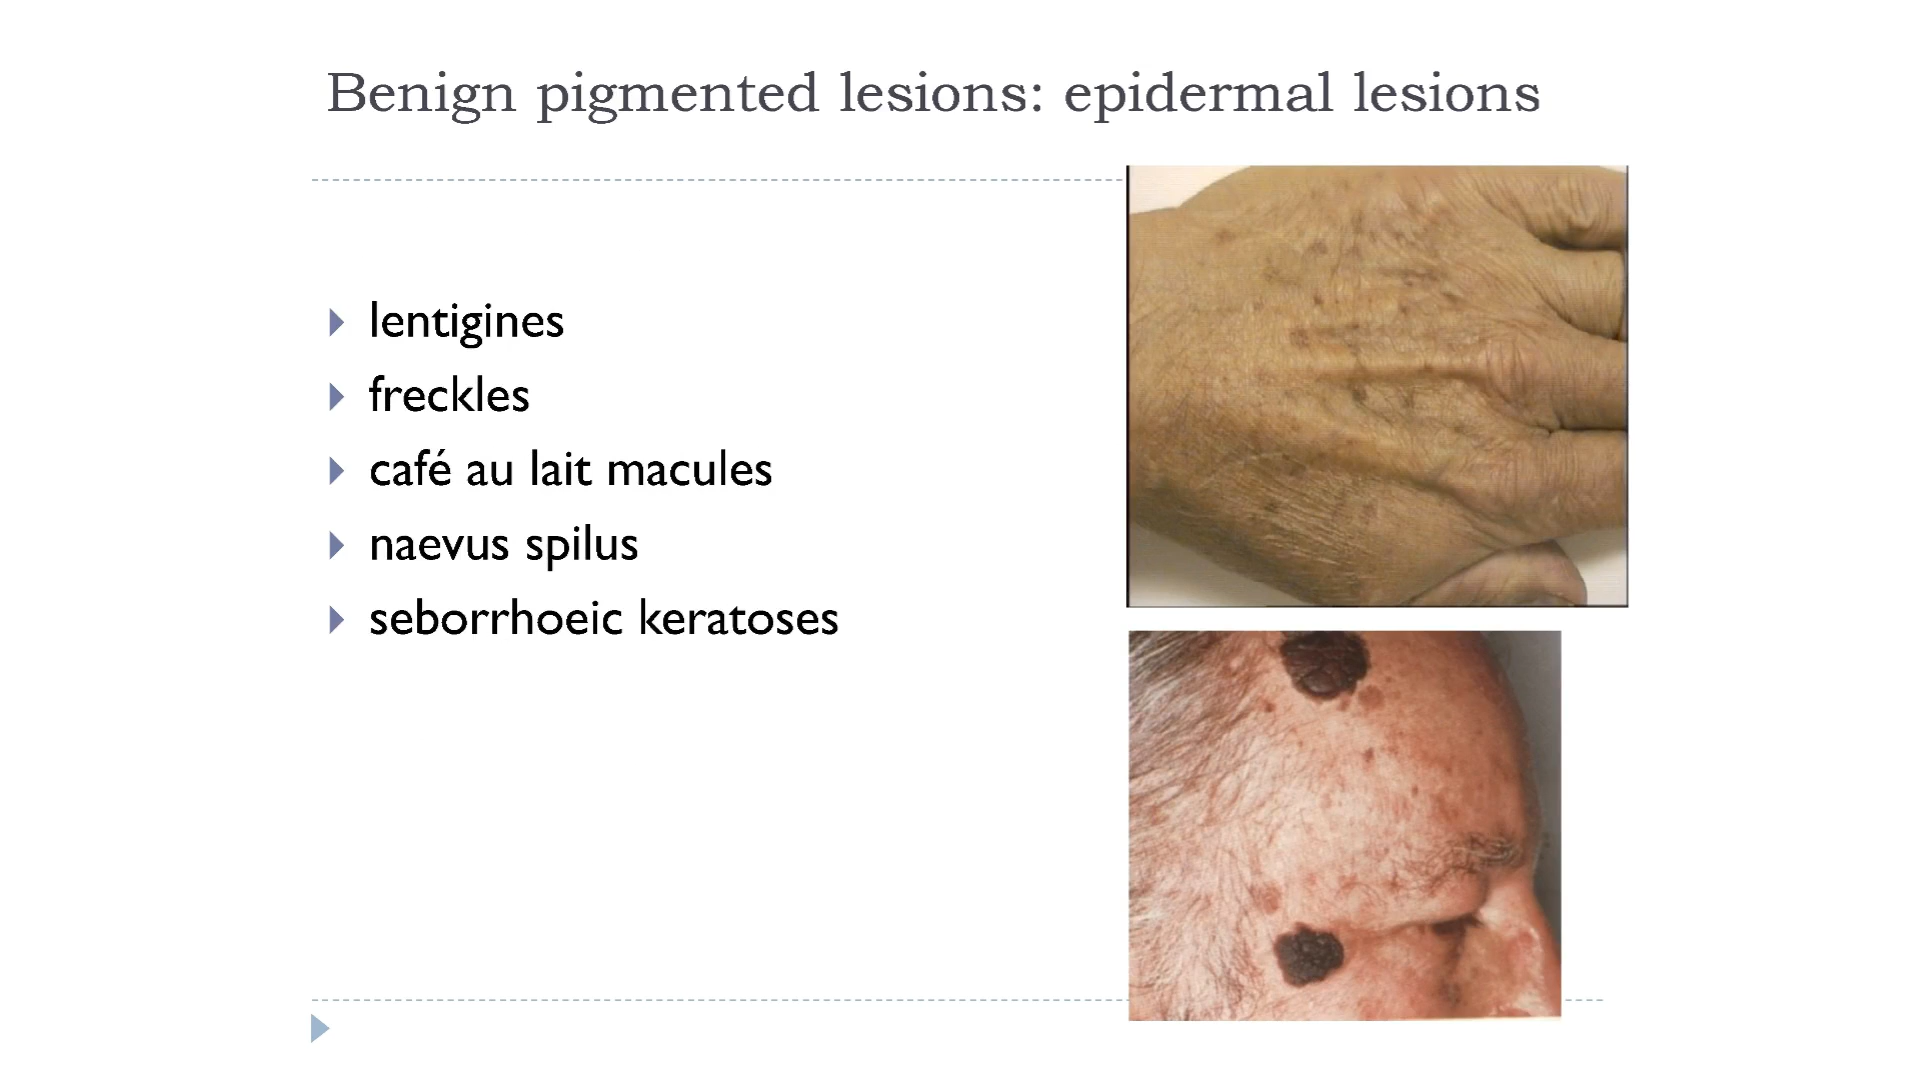 Benign pigmented lesions: epidermal lesions
lentigines
freckles
café au lait macules
naevus spilus
seborrhoeic keratoses